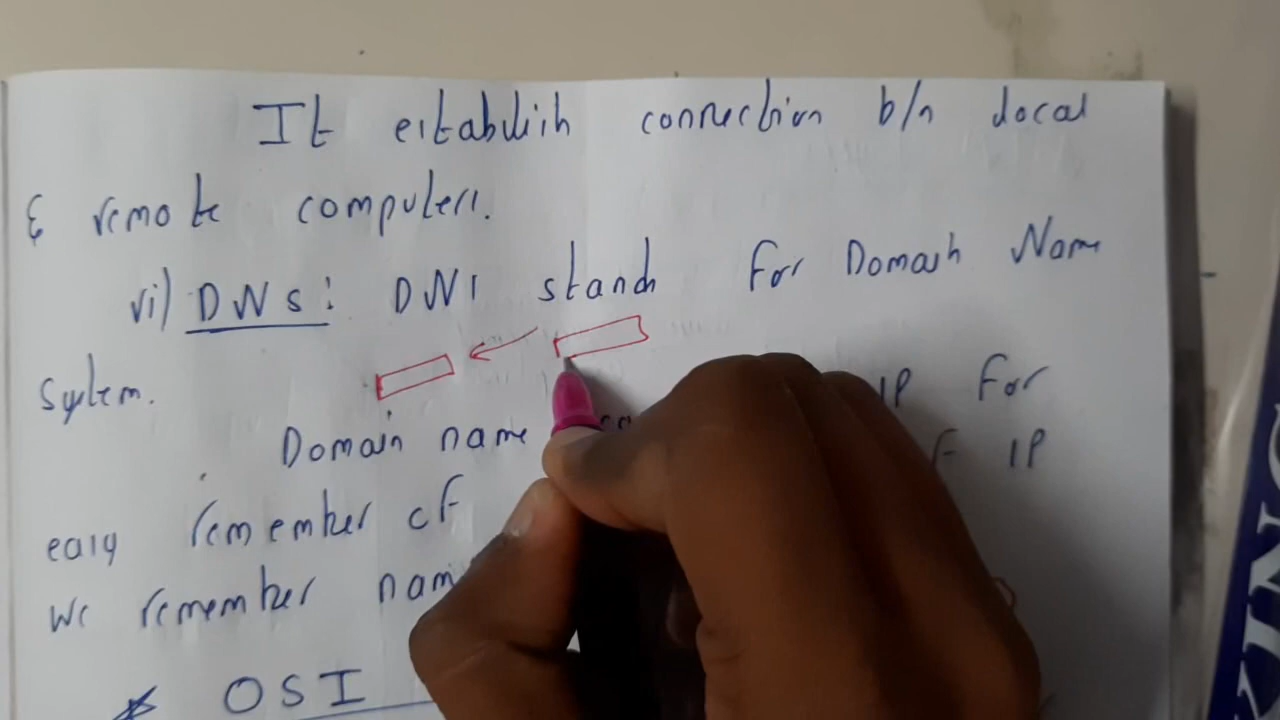 It establish connection b/n local
& remote computers.
vi) DNS: DNS stands For Domain Name
System.
Domain name IP For
easy remember of F IP
We remember nam
* OSI